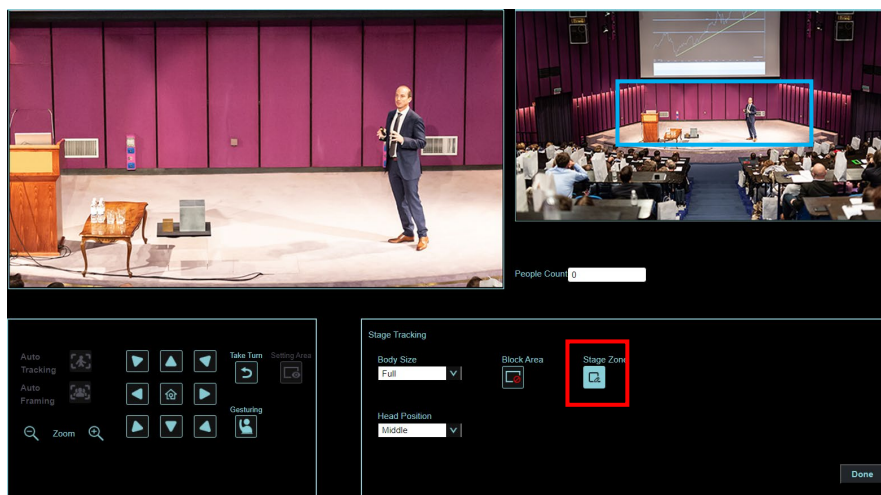 People Count 0
Stage Tracking
Auto
Tracking
Auto
Framing
Zoom
Take Turn
Setting Area
Gesturing
Body Size
Full
Block Area
Stage Zone
Head Position
Middle
Done